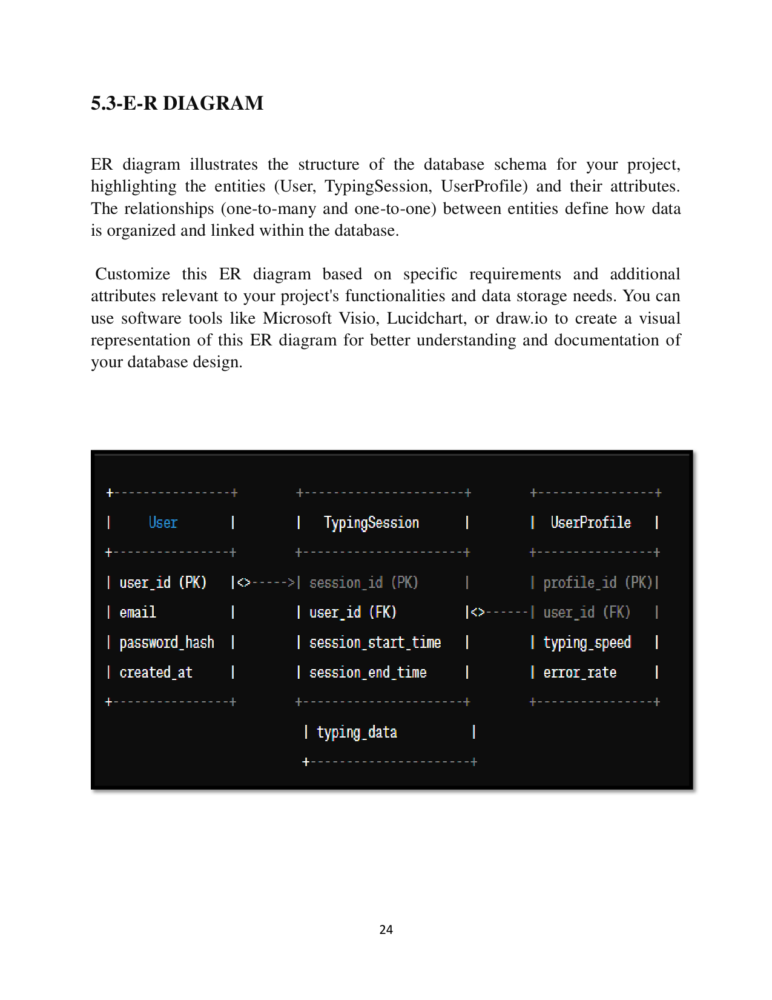 5.3-E-R DIAGRAM
ER diagram illustrates the structure of the database schema for your project,
highlighting the entities (User, TypingSession, UserProfile) and their attributes.
The relationships (one-to-many and one-to-one) between entities define how data
is organized and linked within the database.
Customize this ER diagram based on specific requirements and additional
attributes relevant to your project's functionalities and data storage needs. You can
use software tools like Microsoft Visio, Lucidchart, or draw.io to create a visual
representation of this ER diagram for better understanding and documentation of
your database design.
+----------------+        +----------------------+        +----------------+
|     User       |        |   TypingSession      |        |  UserProfile   |
+----------------+        +----------------------+        +----------------+
| user_id (PK)   |<>----->| session_id (PK)      |        | profile_id (PK)|
| email          |        | user_id (FK)         |<>------| user_id (FK)   |
| password_hash  |        | session_start_time   |        | typing_speed   |
| created_at     |        | session_end_time     |        | error_rate     |
+----------------+        +----------------------+        +----------------+
                          | typing_data          |
                          +----------------------+
24